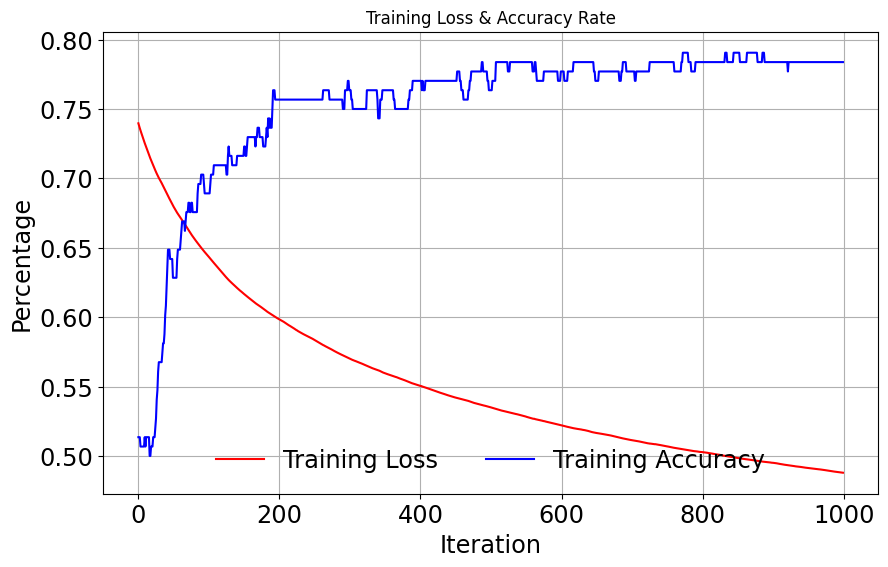 Training Loss & Accuracy Rate
0.80
0.75
0.70
0.65
0.60
0.55
0.50
Percentage
Training Loss Training Accuracy
0 200 400 600 800 1000
Iteration